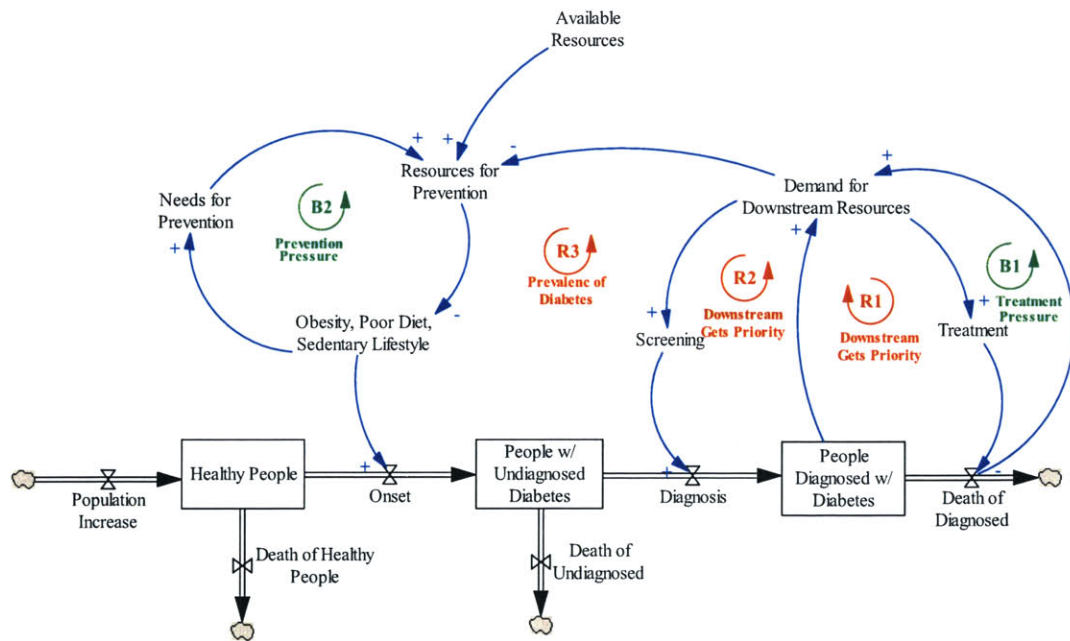 Available
Resources
+
+
-
+
Resources for
Prevention
Needs for
Prevention
Demand for
Downstream Resources
B2
Prevention
Pressure
+
+
R3
Prevalenc of
Diabetes
R2
Downstream
Gets Priority
R1
Downstream
Gets Priority
B1
Treatment
Pressure
+
+
-
Obesity, Poor Diet,
Sedentary Lifestyle
Screening
Treatment
Healthy People
People w/
Undiagnosed
Diabetes
People
Diagnosed w/
Diabetes
+
+
-
Population
Increase
Onset
Diagnosis
Death of
Diagnosed
Death of Healthy
People
Death of
Undiagnosed